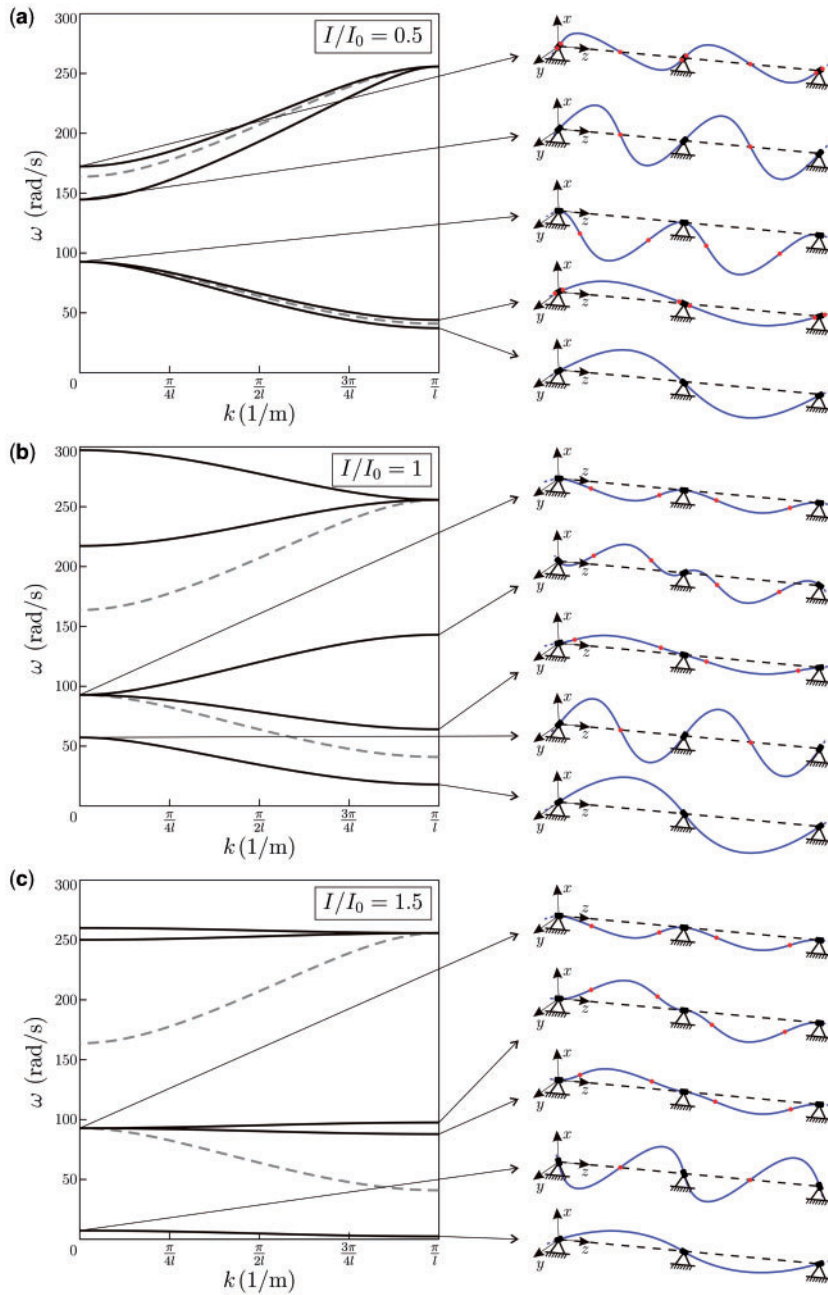 (a)
I/I₀ = 0.5
300
250
200
150
100
50
0
π/4l
π/2l
3π/4l
π/l
ω (rad/s)
k (1/m)
x
y
z
x
y
z
x
y
z
x
y
z
x
y
z
(b)
I/I₀ = 1
300
250
200
150
100
50
0
π/4l
π/2l
3π/4l
π/l
ω (rad/s)
k (1/m)
x
y
z
x
y
z
x
y
z
x
y
z
x
y
z
(c)
I/I₀ = 1.5
300
250
200
150
100
50
0
π/4l
π/2l
3π/4l
π/l
ω (rad/s)
k (1/m)
x
y
z
x
y
z
x
y
z
x
y
z
x
y
z